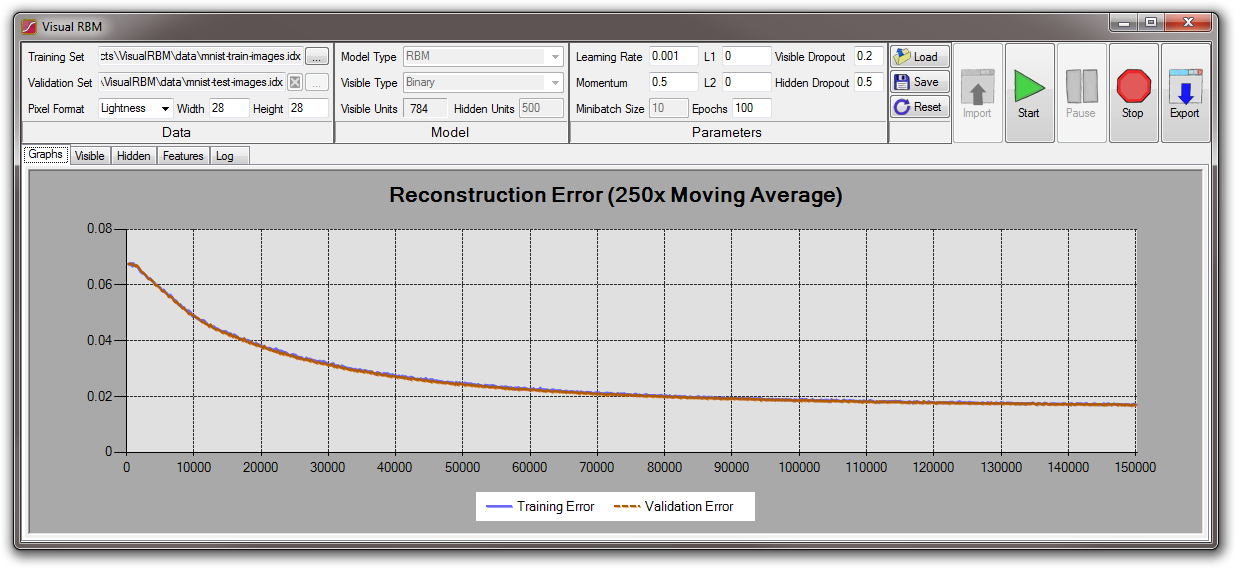 Visual RBM
Training Set cts\VisualRBM\data\mnist-train-images.idx ... Model Type RBM Learning Rate 0.001 L1 0 Visible Dropout 0.2 Load
Validation Set \VisualRBM\data\mnist-test-images.idx ... Visible Type Binary Momentum 0.5 L2 0 Hidden Dropout 0.5 Save
Pixel Format Lightness Width 28 Height 28 Visible Units 784 Hidden Units 500 Minibatch Size 10 Epochs 100 Reset
Import Start Pause Stop Export
Data Model Parameters
Graphs Visible Hidden Features Log
Reconstruction Error (250x Moving Average)
0.08
0.06
0.04
0.02
0
0 10000 20000 30000 40000 50000 60000 70000 80000 90000 100000 110000 120000 130000 140000 150000
Training Error Validation Error